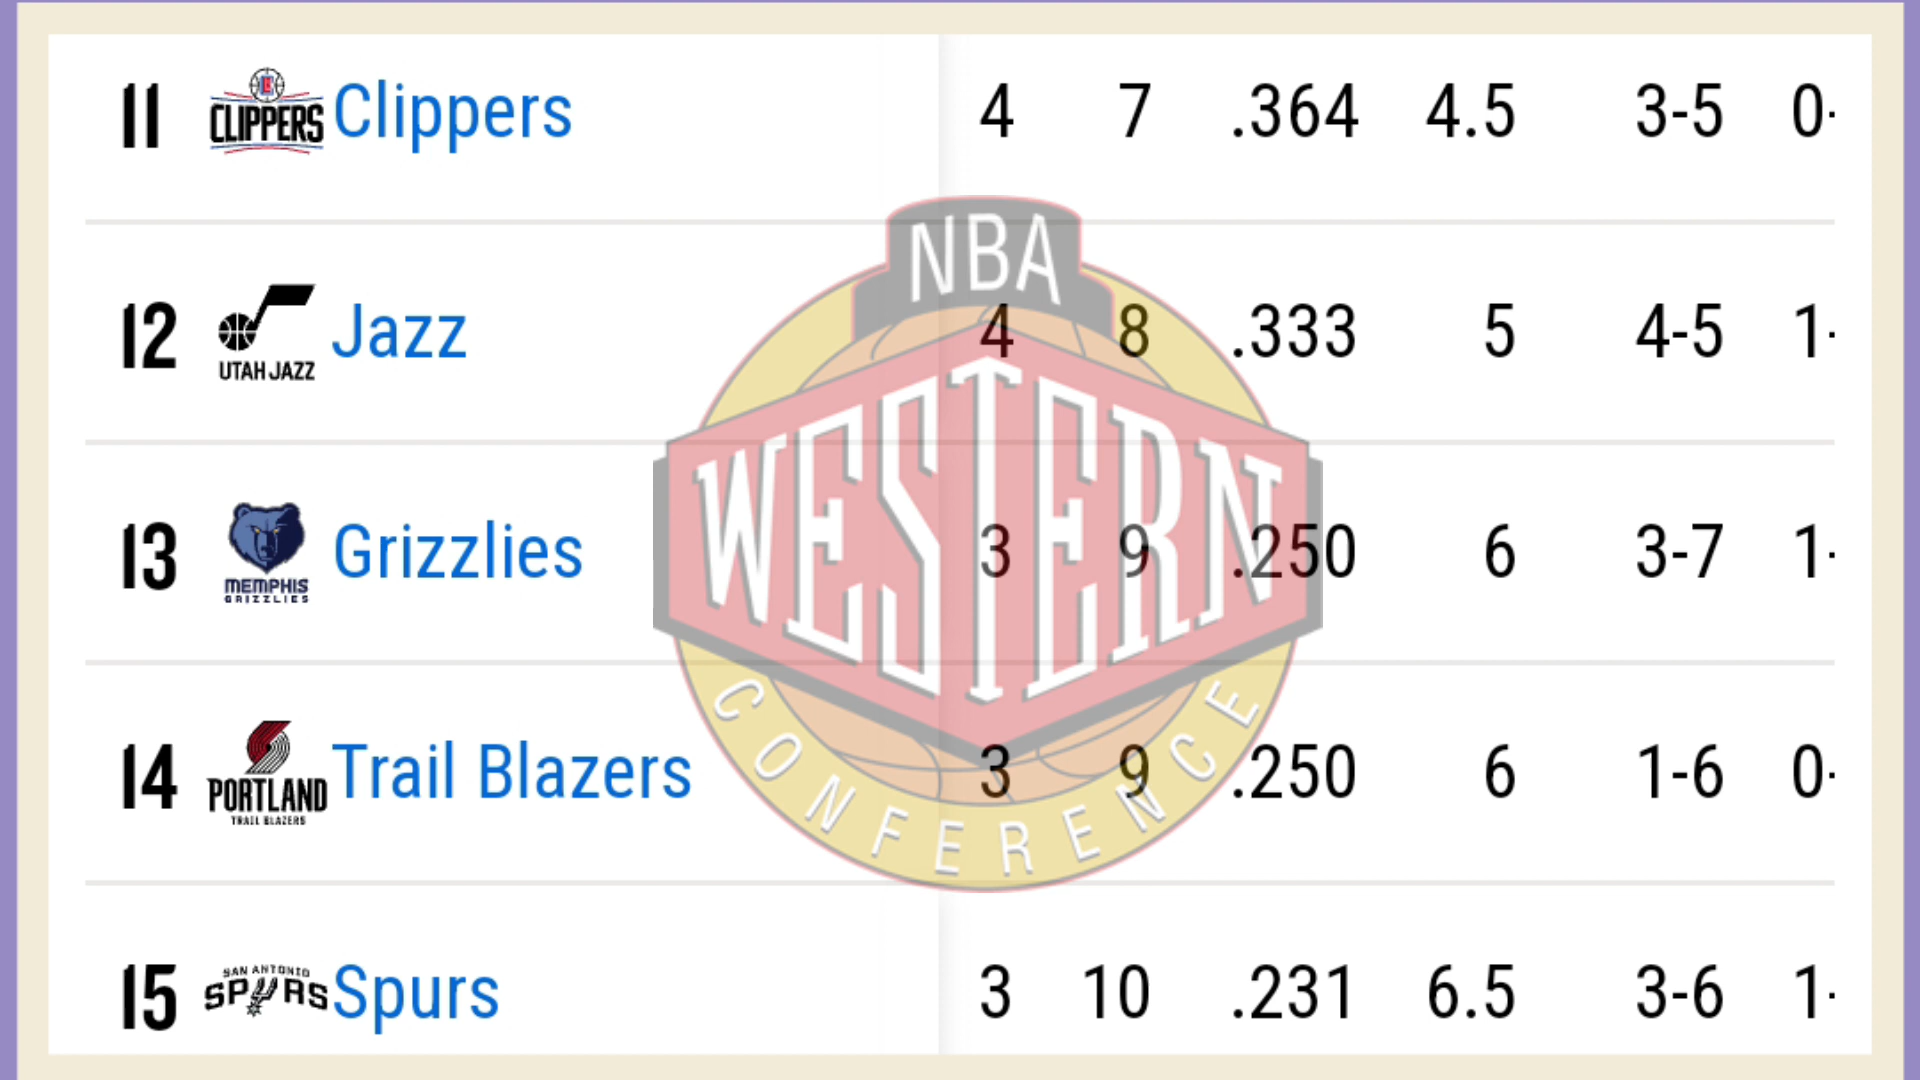 11 CLIPPERS Clippers 4 7 .364 4.5 3-5 0-
12 UTAH JAZZ Jazz 4 8 .333 5 4-5 1-
13 MEMPHIS GRIZZLIES Grizzlies 3 9 .250 6 3-7 1-
14 PORTLAND TRAIL BLAZERS Trail Blazers 3 9 .250 6 1-6 0-
15 SAN ANTONIO SPURS Spurs 3 10 .231 6.5 3-6 1-
NBA
WESTERN
CONFERENCE